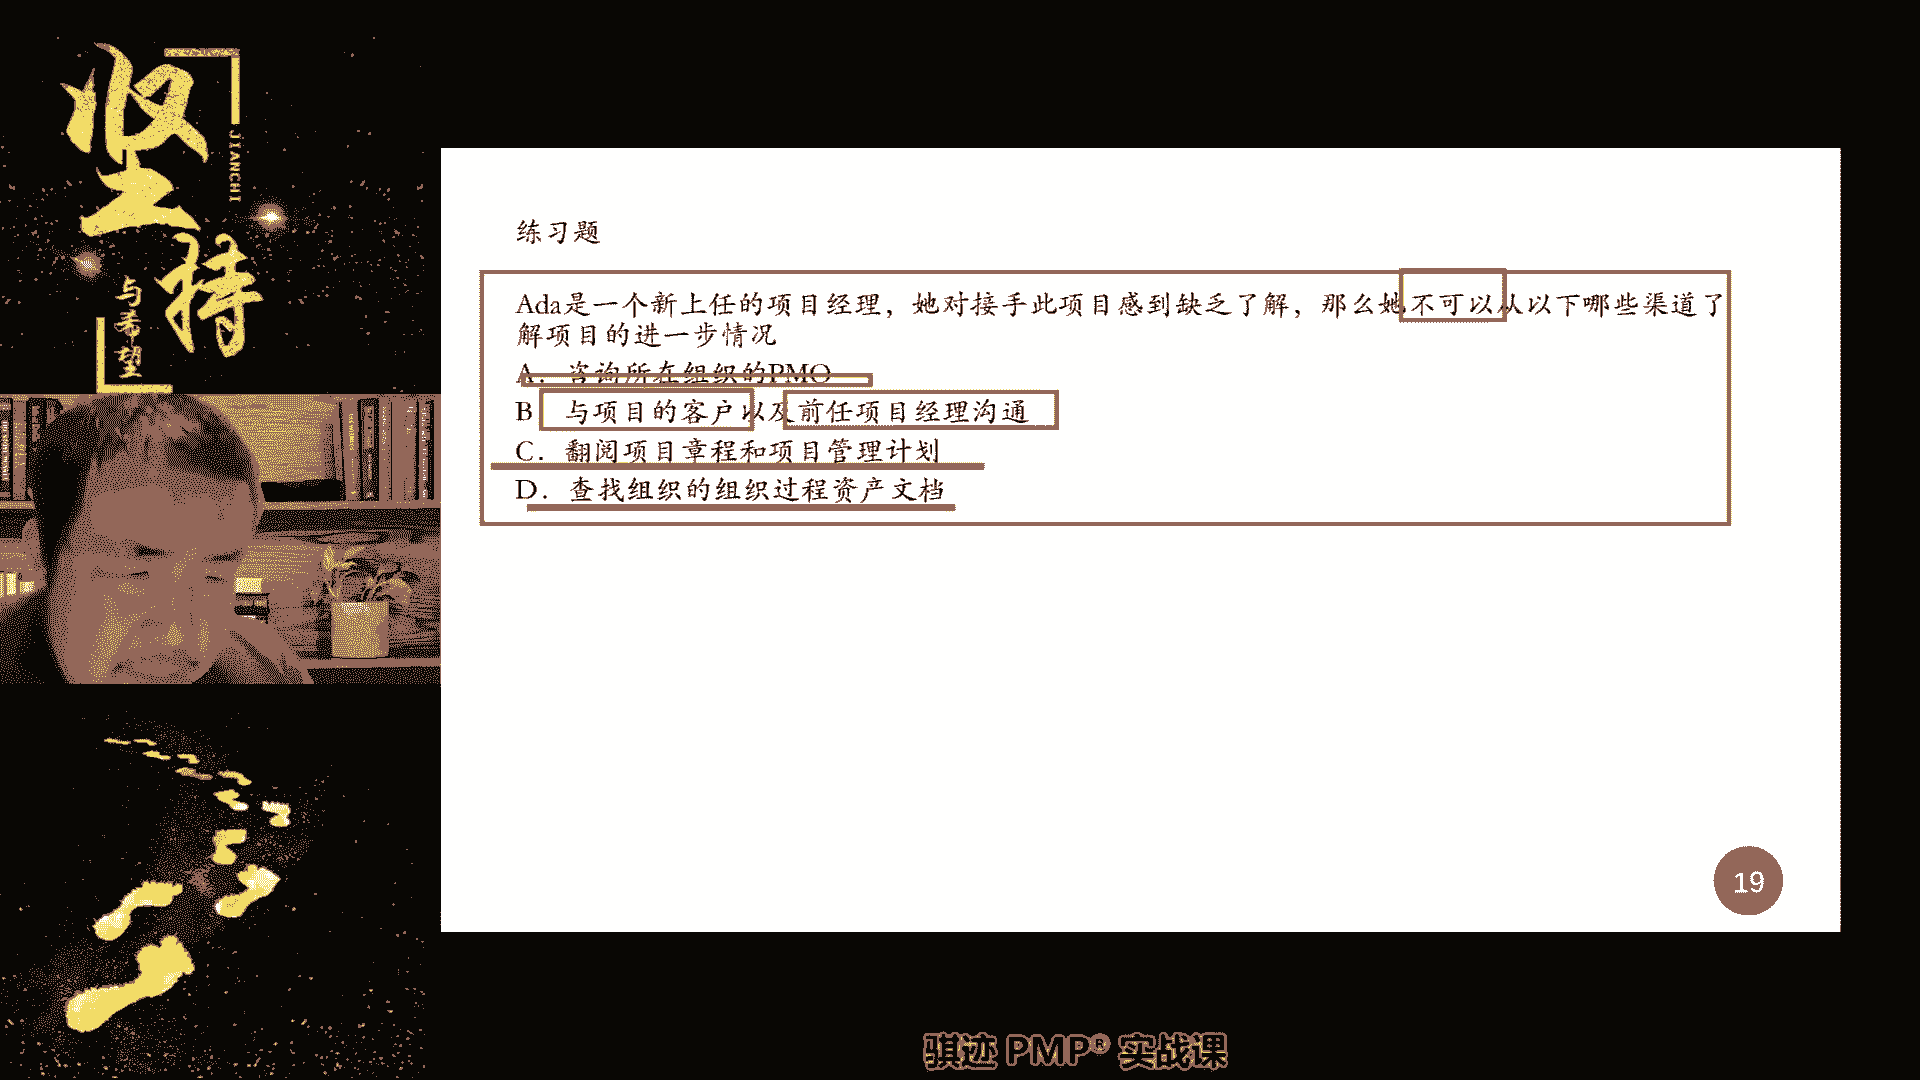 坚持
JIANCHI
与希望
练习题
Ada是一个新上任的项目经理，她对接手此项目感到缺乏了解，那么她不可以从以下哪些渠道了
解项目的进一步情况
A．咨询所在组织的PMO
B 与项目的客户以及前任项目经理沟通
C．翻阅项目章程和项目管理计划
D．查找组织的组织过程资产文档
19
骐迹 PMP® 实战课